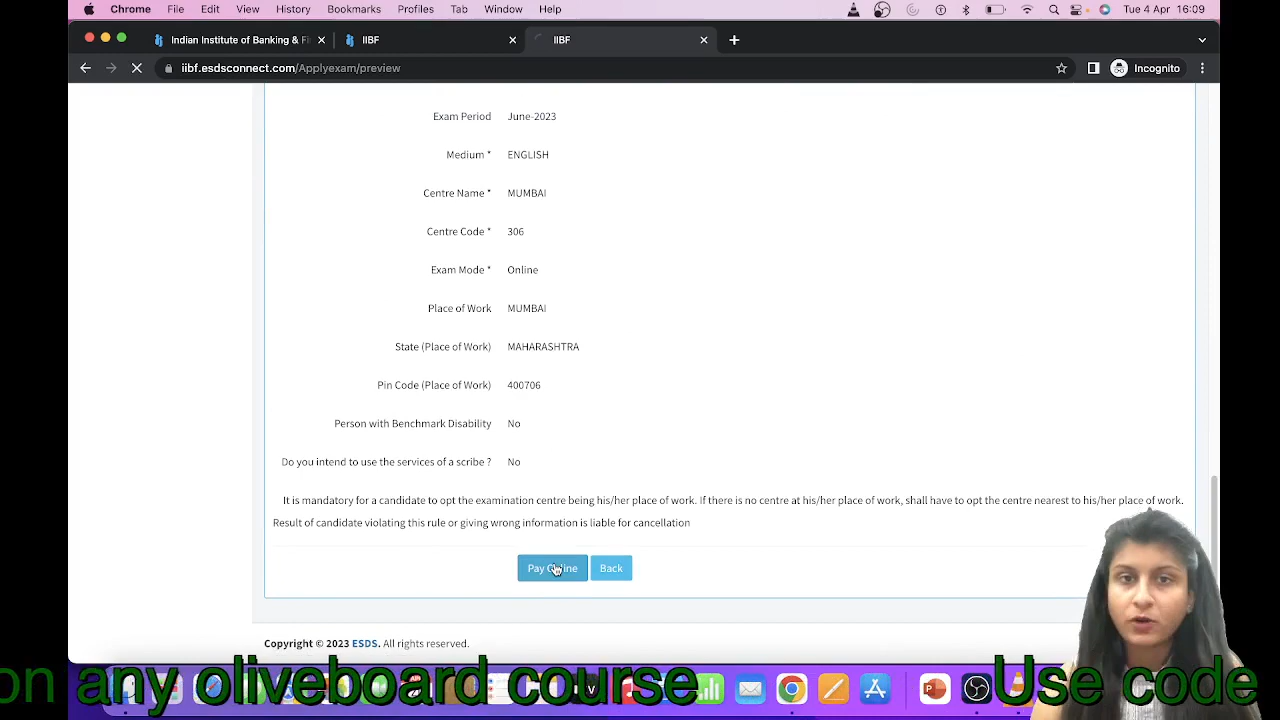 Chrome File Edit View History Bookmarks Profiles Tab Window Help Tue 4 Apr 16:09
Indian Institute of Banking & Fi IIBF IIBF
iibf.esdsconnect.com/Applyexam/preview Incognito
Exam Period June-2023
Medium * ENGLISH
Centre Name * MUMBAI
Centre Code * 306
Exam Mode * Online
Place of Work MUMBAI
State (Place of Work) MAHARASHTRA
Pin Code (Place of Work) 400706
Person with Benchmark Disability No
Do you intend to use the services of a scribe ? No
It is mandatory for a candidate to opt the examination centre being his/her place of work. If there is no centre at his/her place of work, shall have to opt the centre nearest to his/her place of work.
Result of candidate violating this rule or giving wrong information is liable for cancellation
Pay Online Back
Copyright © 2023 ESDS. All rights reserved.
on any oliveboard course Use code